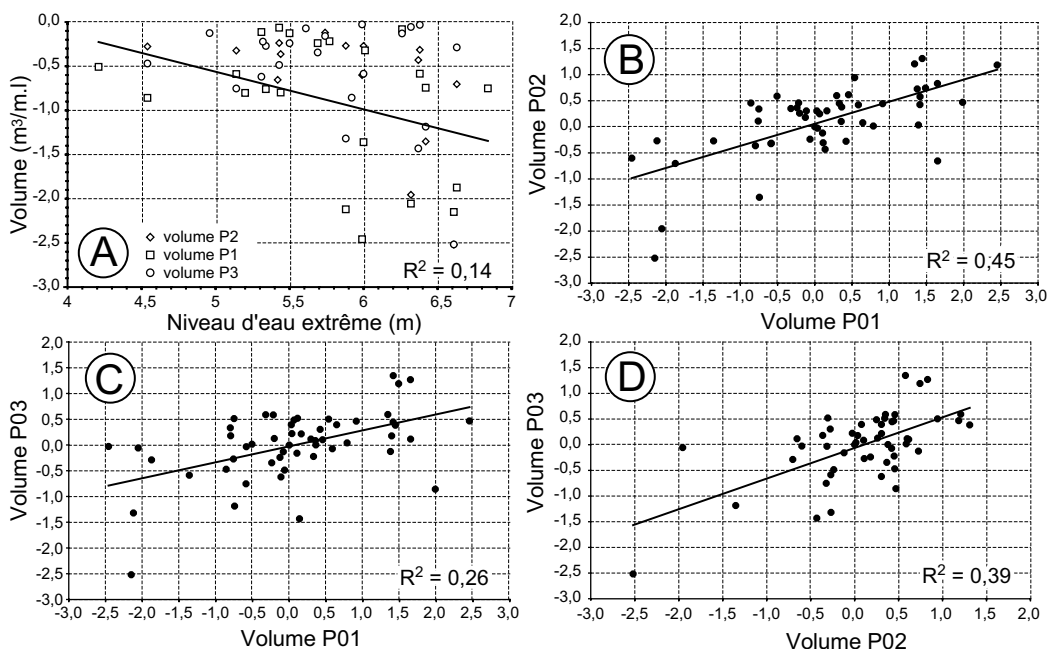 0,0
-0,5
-1,0
-1,5
-2,0
-2,5
-3,0
Volume (m³/m.l)
A
volume P2
volume P1
volume P3
R² = 0,14
4 4,5 5 5,5 6 6,5 7
Niveau d'eau extrême (m)
2,0
1,5
1,0
0,5
0,0
-0,5
-1,0
-1,5
-2,0
-2,5
-3,0
Volume P02
B
R² = 0,45
-3,0 -2,5 -2,0 -1,5 -1,0 -0,5 0,0 0,5 1,0 1,5 2,0 2,5 3,0
Volume P01
2,0
1,5
1,0
0,5
0,0
-0,5
-1,0
-1,5
-2,0
-2,5
-3,0
Volume P03
C
R² = 0,26
-3,0 -2,5 -2,0 -1,5 -1,0 -0,5 0,0 0,5 1,0 1,5 2,0 2,5 3,0
Volume P01
2,0
1,5
1,0
0,5
0,0
-0,5
-1,0
-1,5
-2,0
-2,5
-3,0
Volume P03
D
R² = 0,39
-3,0 -2,5 -2,0 -1,5 -1,0 -0,5 0,0 0,5 1,0 1,5 2,0
Volume P02